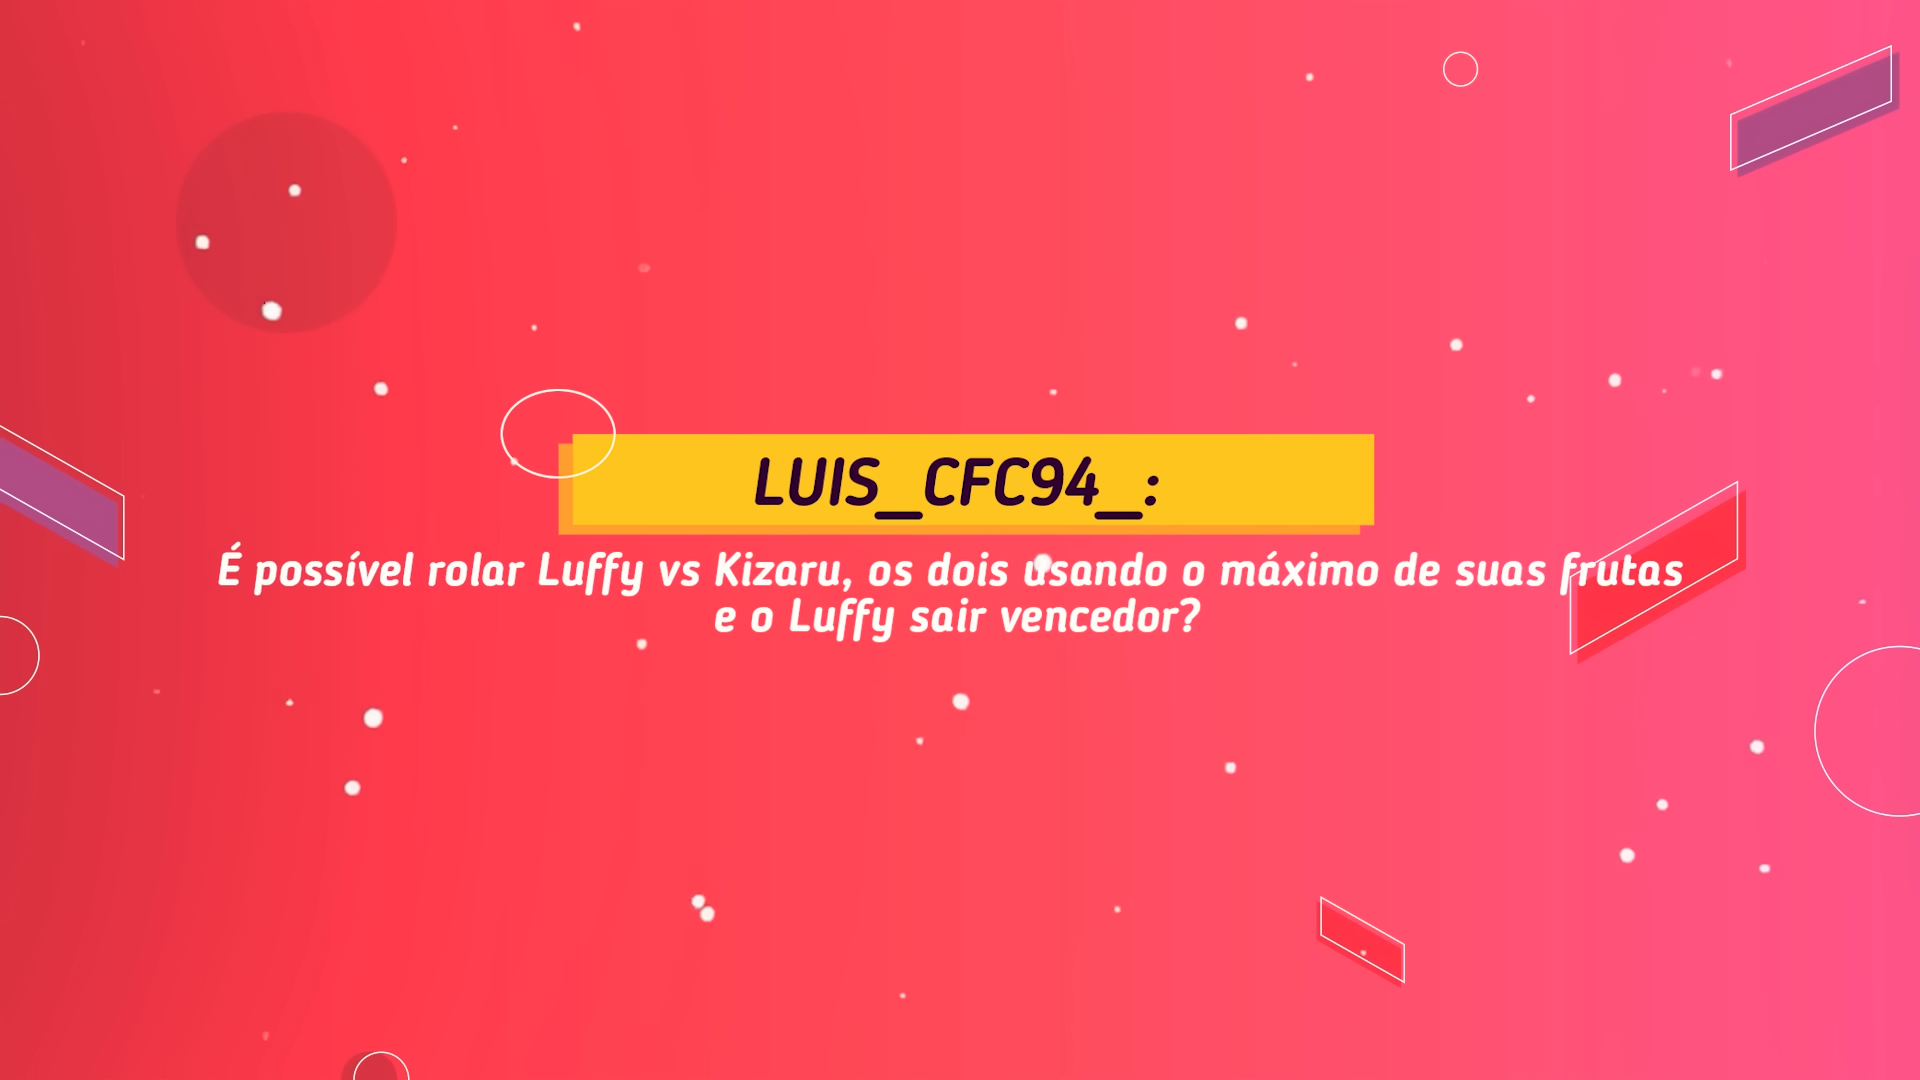 LUIS_CFC94_:
É possível rolar Luffy vs Kizaru, os dois usando o máximo de suas frutas
e o Luffy sair vencedor?